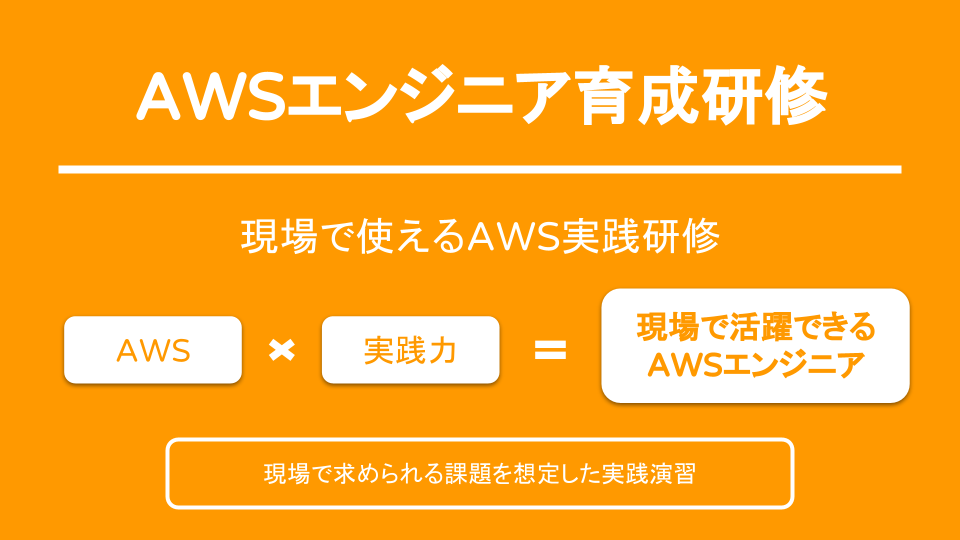 AWSエンジニア育成研修
現場で使えるAWS実践研修
AWS
×
実践力
=
現場で活躍できる
AWSエンジニア
現場で求められる課題を想定した実践演習